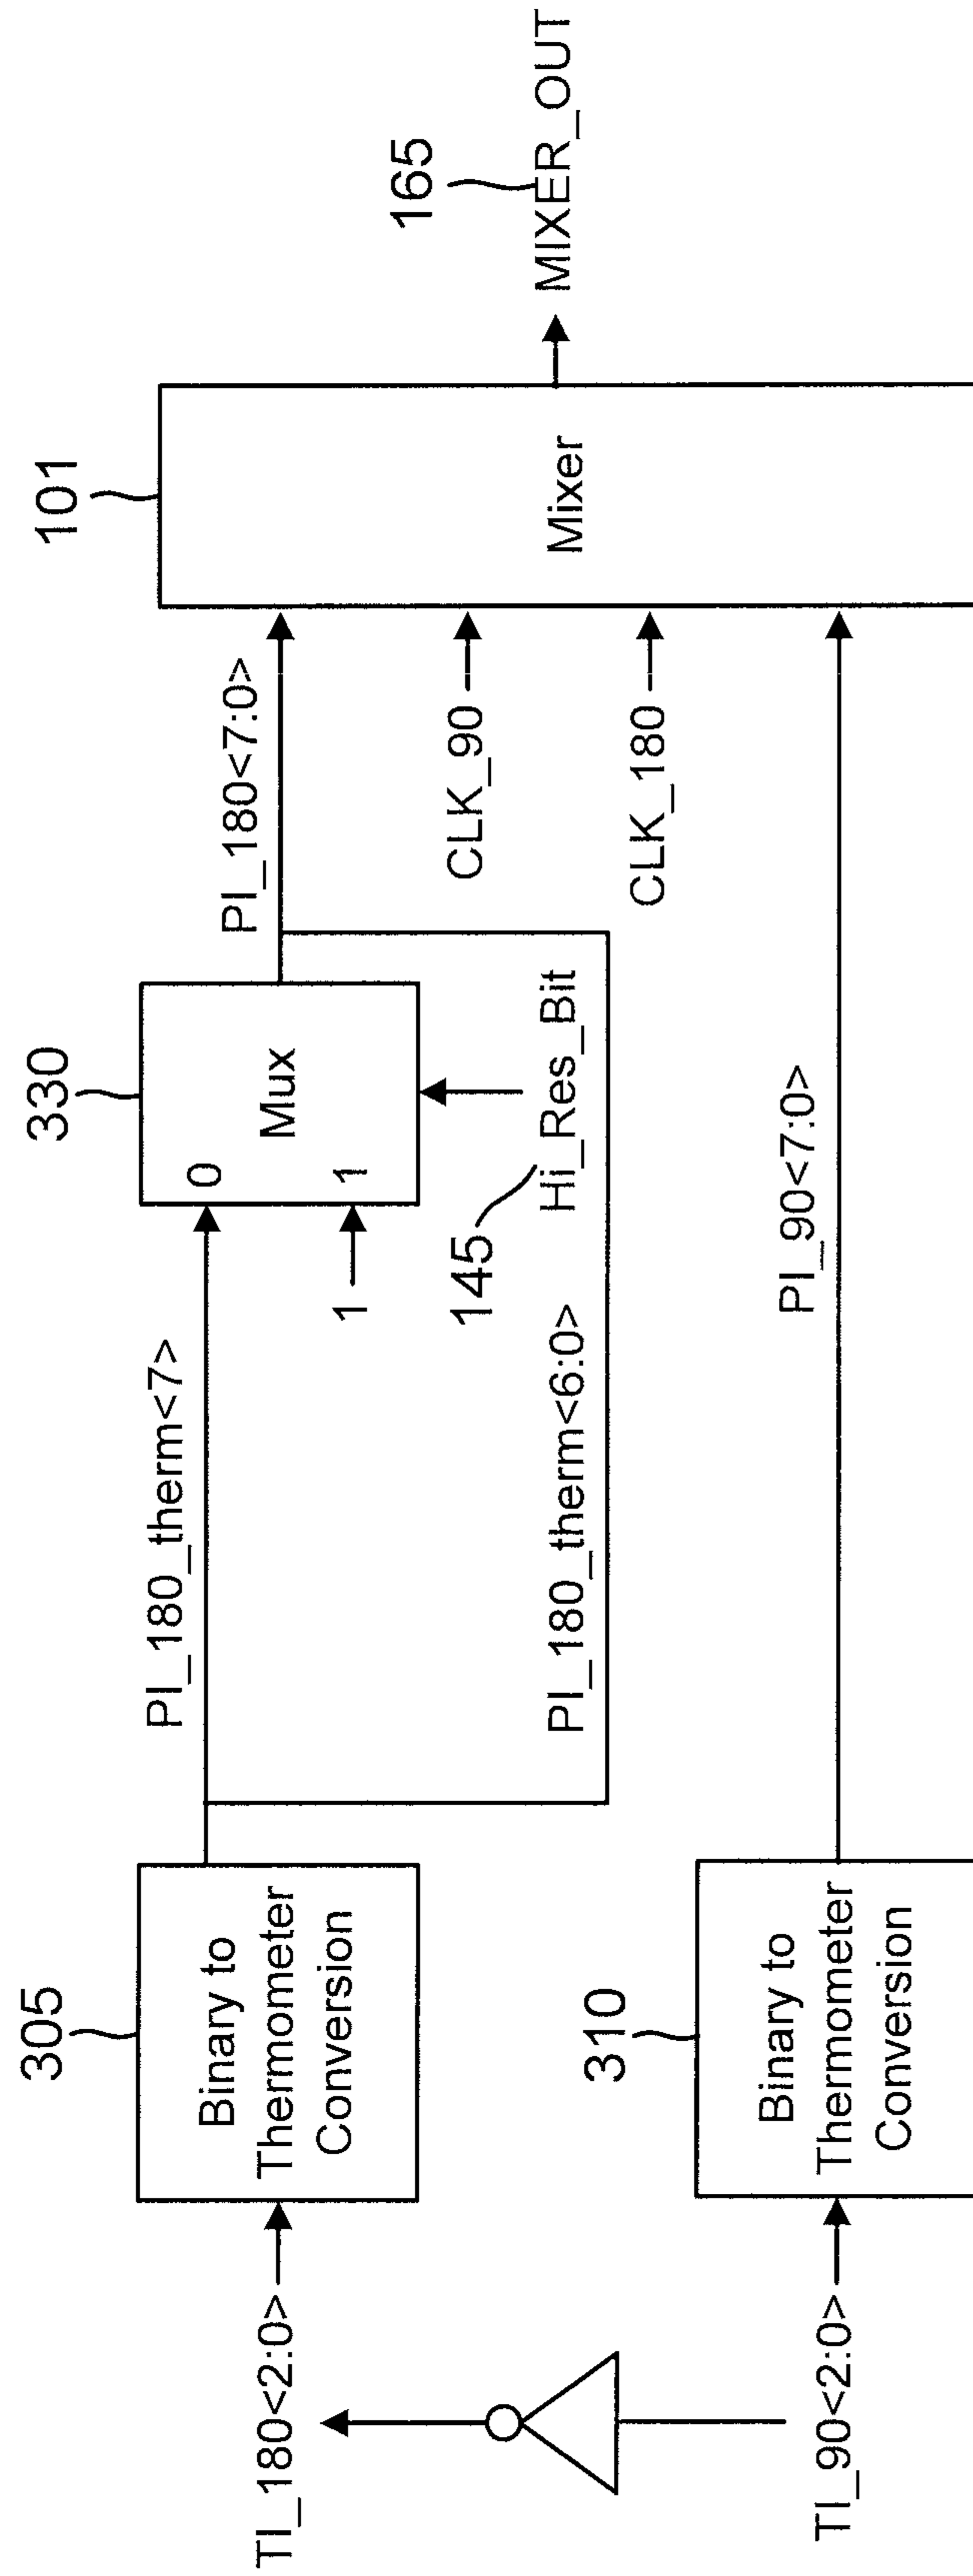 305
330
101
165
PI_180_therm<7>
PI_180<7:0>
Binary to
Thermometer
Conversion
0
Mux
1
1
TI_180<2:0>
145
Hi_Res_Bit
CLK_90
Mixer
MIXER_OUT
PI_180_therm<6:0>
CLK_180
310
PI_90<7:0>
Binary to
Thermometer
Conversion
TI_90<2:0>